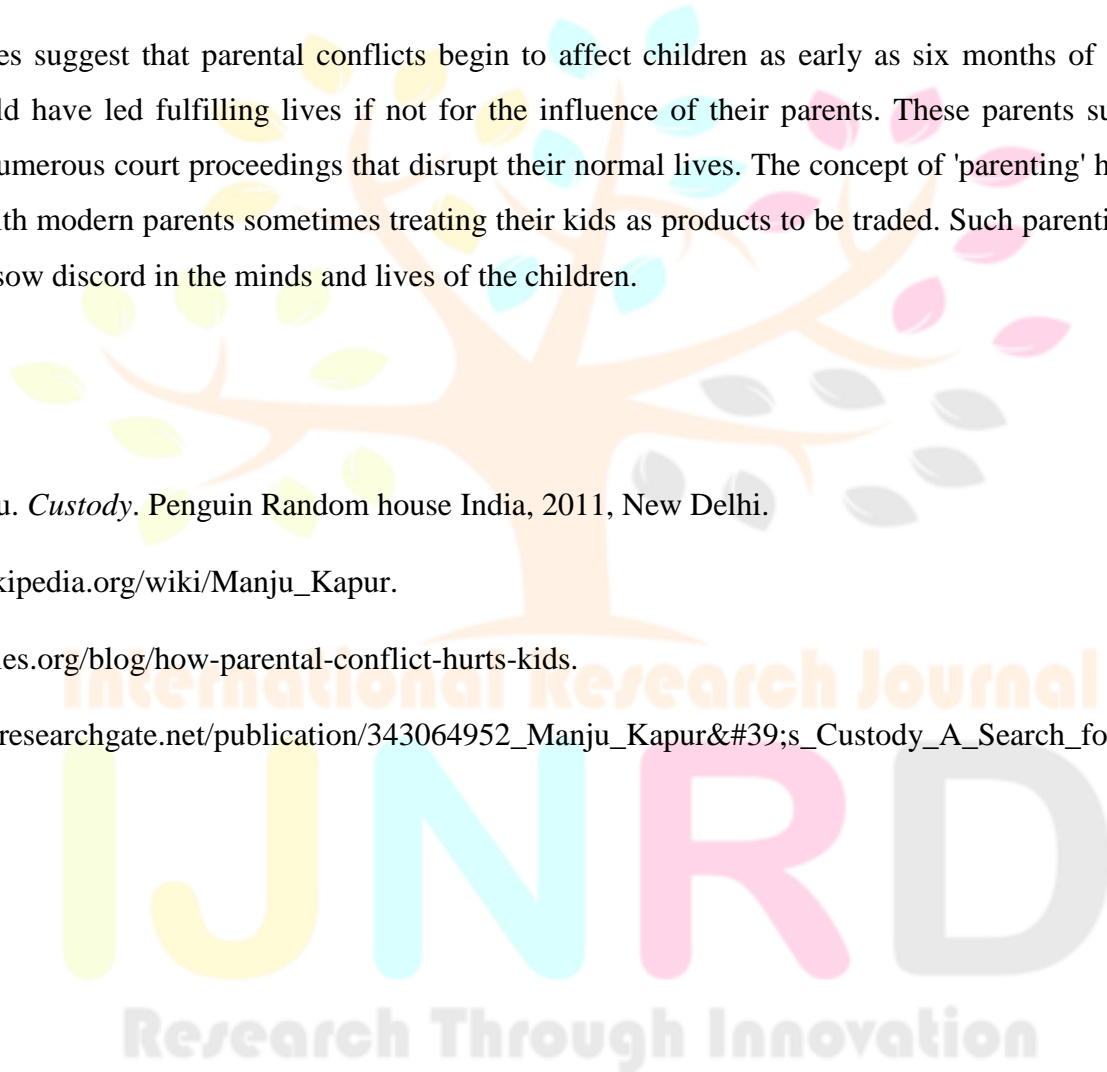 es suggest that parental conflicts begin to affect children as early as six months of
ld have led fulfilling lives if not for the influence of their parents. These parents su
umerous court proceedings that disrupt their normal lives. The concept of 'parenting' h
ith modern parents sometimes treating their kids as products to be traded. Such parenti
sow discord in the minds and lives of the children.
u. Custody. Penguin Random house India, 2011, New Delhi.
kipedia.org/wiki/Manju_Kapur.
ies.org/blog/how-parental-conflict-hurts-kids.
International Research Journal
researchgate.net/publication/343064952_Manju_Kapur&#39;s_Custody_A_Search_fo
IJNRD
Research Through Innovation